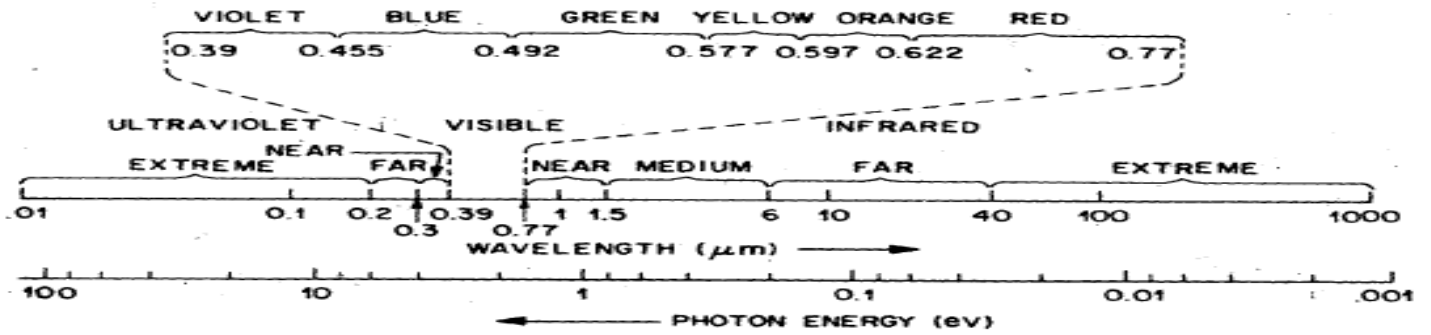 VIOLET BLUE GREEN YELLOW ORANGE RED
0.39 0.455 0.492 0.577 0.597 0.622 0.77
ULTRAVIOLET VISIBLE INFRARED
NEAR
EXTREME FAR NEAR MEDIUM FAR EXTREME
.01 0.1 0.2 0.39 1 1.5 6 10 40 100 1000
0.3 0.77
WAVELENGTH (μm)
100 10 1 0.1 0.01 .001
PHOTON ENERGY (eV)